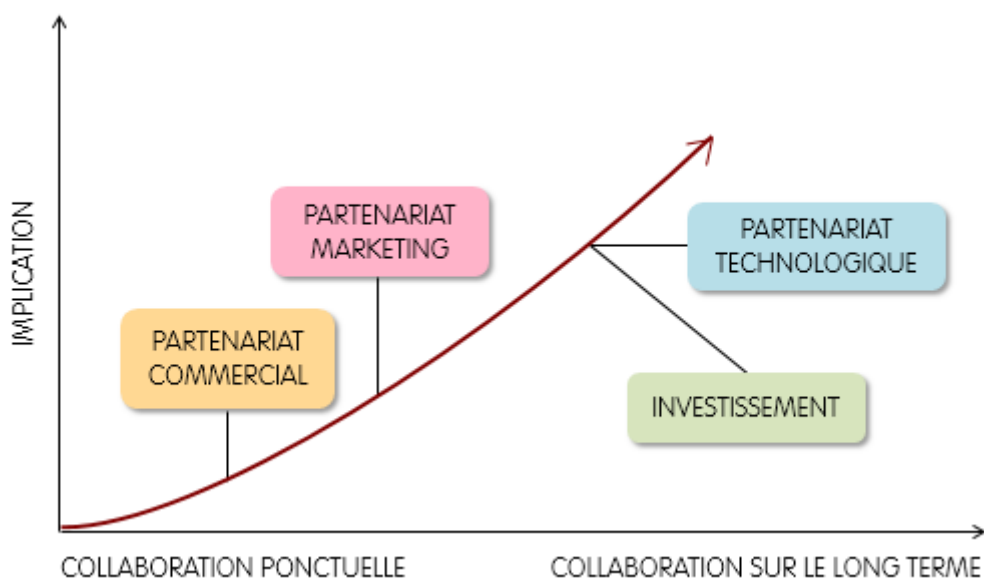 IMPLICATION
PARTENARIAT
MARKETING
PARTENARIAT
TECHNOLOGIQUE
PARTENARIAT
COMMERCIAL
INVESTISSEMENT
COLLABORATION PONCTUELLE
COLLABORATION SUR LE LONG TERME